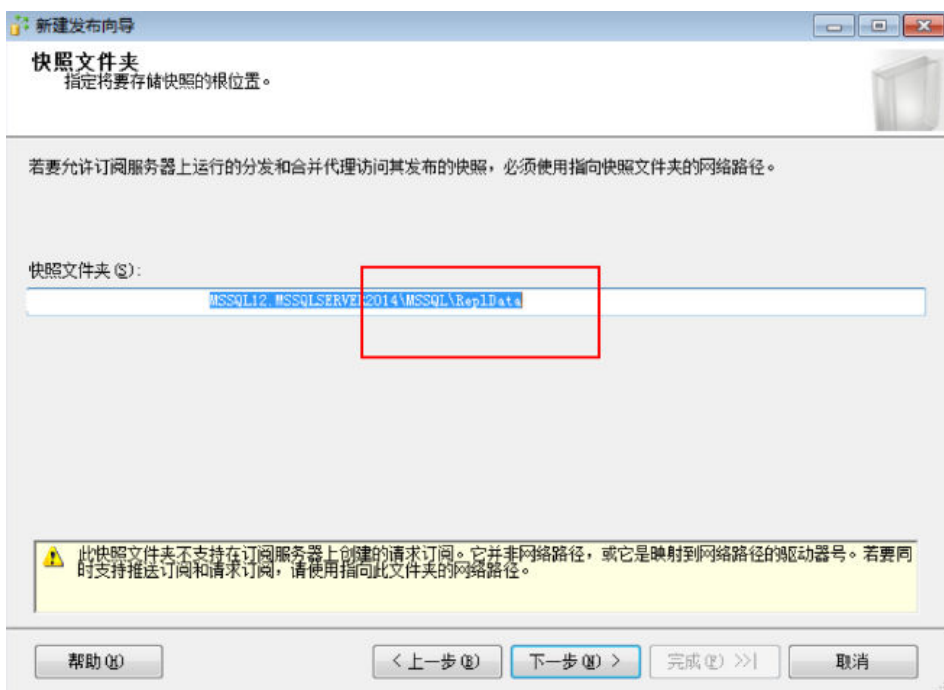 新建发布向导
快照文件夹
指定将要存储快照的根位置。
若要允许订阅服务器上运行的分发和合并代理访问其发布的快照，必须使用指向快照文件夹的网络路径。
快照文件夹(S)：
MSSQL12.MSSQLSERVER2014\MSSQL\ReplData
此快照文件夹不支持在订阅服务器上创建的请求订阅。它并非网络路径，或它是映射到网络路径的驱动器号。若要同
时支持推送订阅和请求订阅，请使用指向此文件夹的网络路径。
帮助(H) <上一步(B) 下一步(N)> 完成(F)>>| 取消